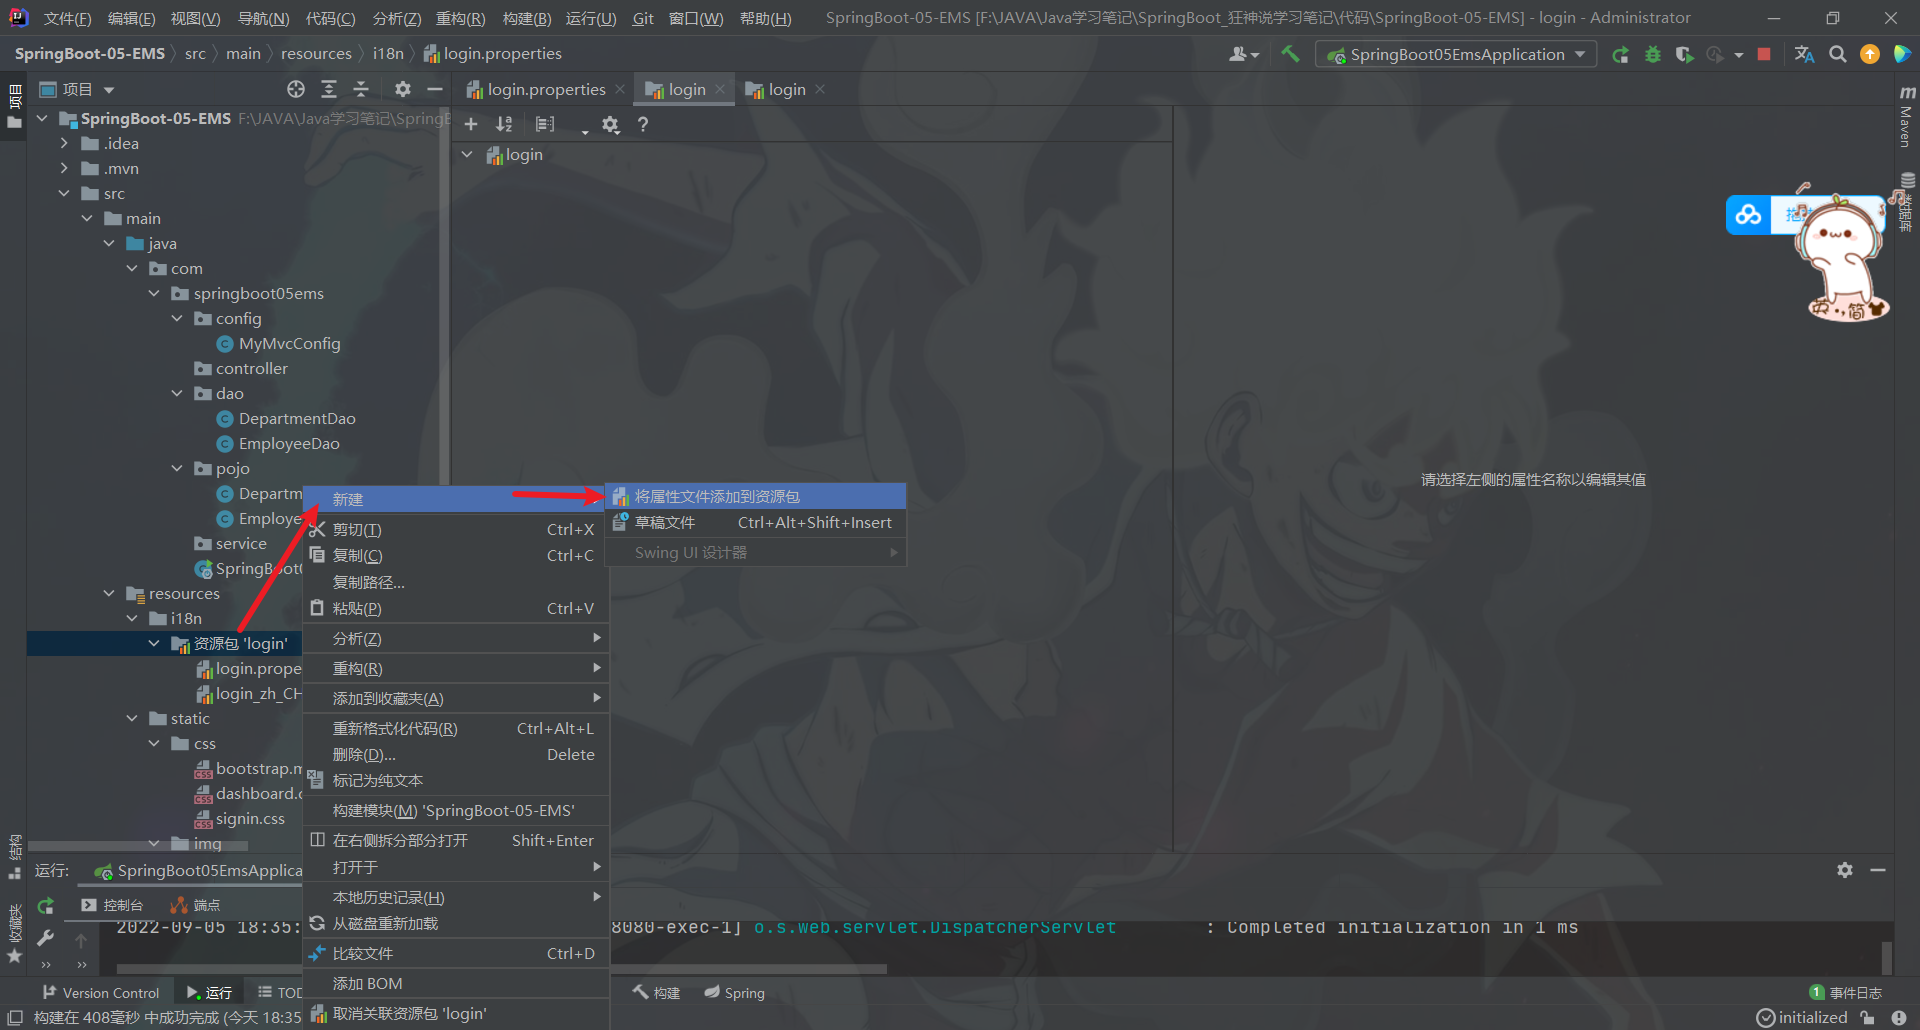 文件(F) 编辑(E) 视图(V) 导航(N) 代码(C) 分析(Z) 重构(R) 构建(B) 运行(U) Git 窗口(W) 帮助(H) SpringBoot-05-EMS [F:\JAVA\Java学习笔记\SpringBoot_狂神说学习笔记\代码\SpringBoot-05-EMS] - login - Administrator
SpringBoot-05-EMS src main resources i18n login.properties SpringBoot05EmsApplication
项目 login.properties login login
项目
SpringBoot-05-EMS F:\JAVA\Java学习笔记\SpringB
.idea
.mvn
src
main
java
com
springboot05ems
config
MyMvcConfig
controller
dao
DepartmentDao
EmployeeDao
pojo
Departm
Employe
service
SpringBoot
resources
i18n
资源包 'login'
login.prope
login_zh_CH
static
css
bootstrap.m
dashboard.c
signin.css
img
login
请选择左侧的属性名称以编辑其值
Maven
数据库
英 简
新建
剪切(T) Ctrl+X
复制(C) Ctrl+C
复制路径...
粘贴(P) Ctrl+V
分析(Z)
重构(R)
添加到收藏夹(A)
重新格式化代码(R) Ctrl+Alt+L
删除(D)... Delete
标记为纯文本
构建模块(M) 'SpringBoot-05-EMS'
在右侧拆分部分打开 Shift+Enter
打开于
本地历史记录(H)
从磁盘重新加载
比较文件 Ctrl+D
添加 BOM
取消关联资源包 'login'
将属性文件添加到资源包
草稿文件 Ctrl+Alt+Shift+Insert
Swing UI 设计器
结构
收藏夹
运行: SpringBoot05EmsApplica
控制台 端点
2022-09-05 18:35: 8080-exec-1] o.s.web.servlet.DispatcherServlet : Completed initialization in 1 ms
Version Control 运行 TOD 构建 Spring 1 事件日志
构建在 408毫秒 中成功完成 (今天 18:35 initialized